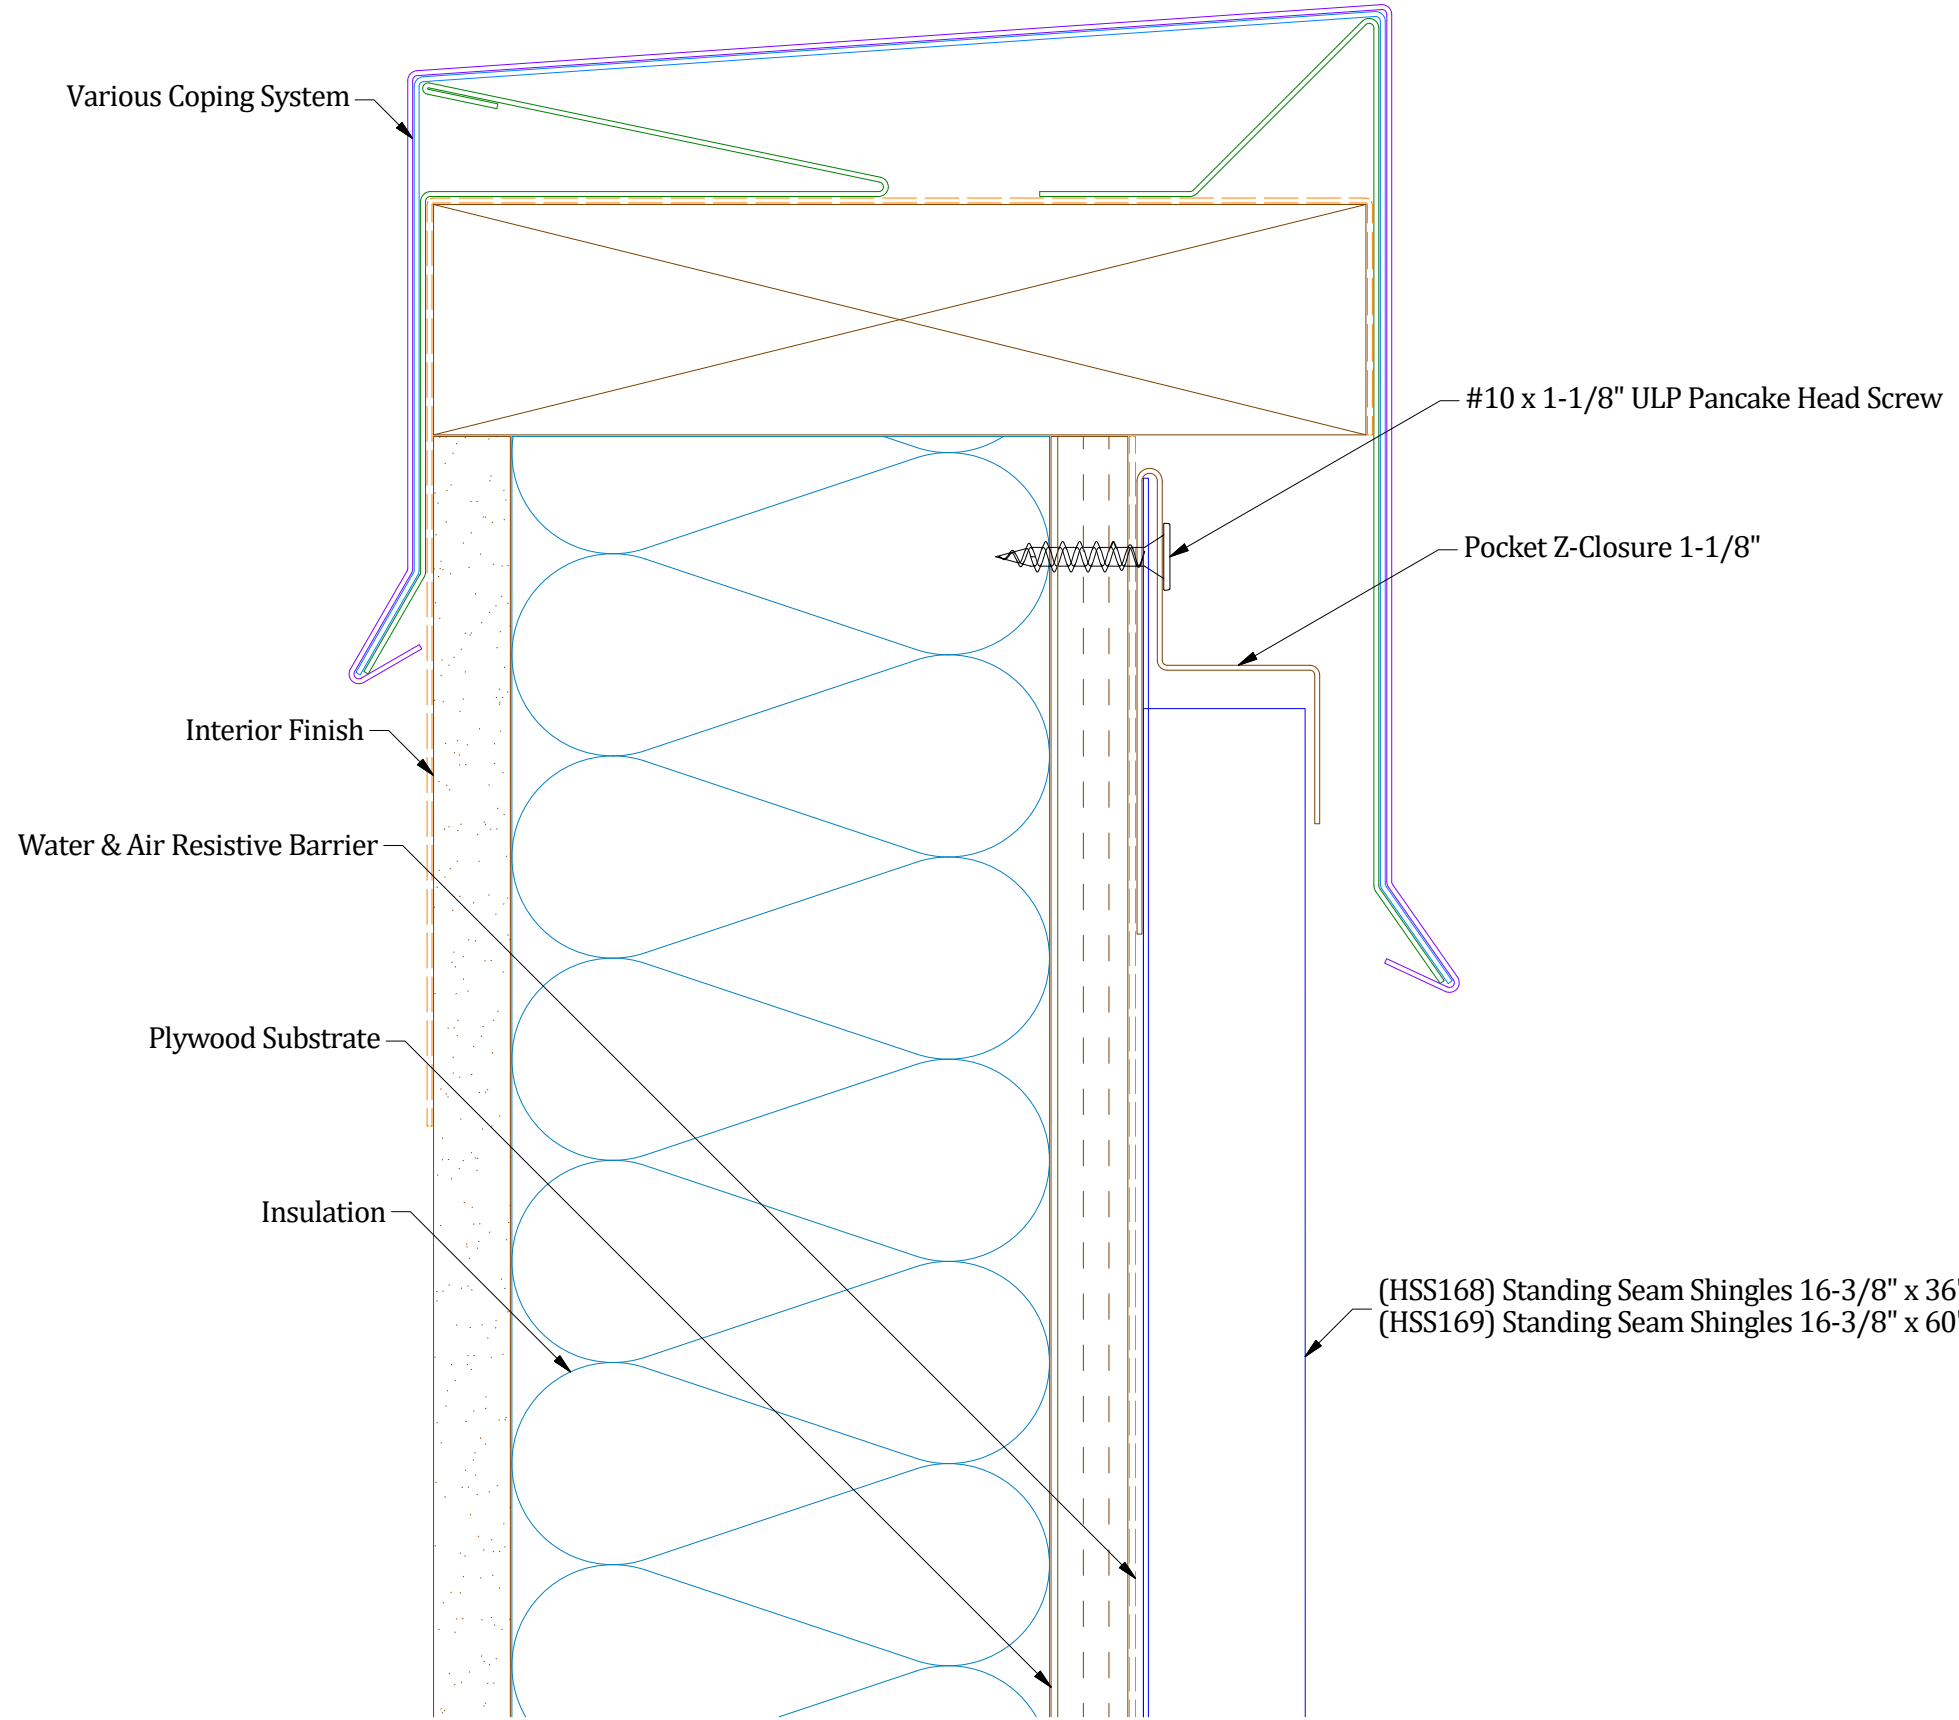 Various Coping System
#10 x 1-1/8" ULP Pancake Head Screw
Pocket Z-Closure 1-1/8"
Interior Finish
Water & Air Resistive Barrier
Plywood Substrate
Insulation
(HSS168) Standing Seam Shingles 16-3/8" x 36"
(HSS169) Standing Seam Shingles 16-3/8" x 60"